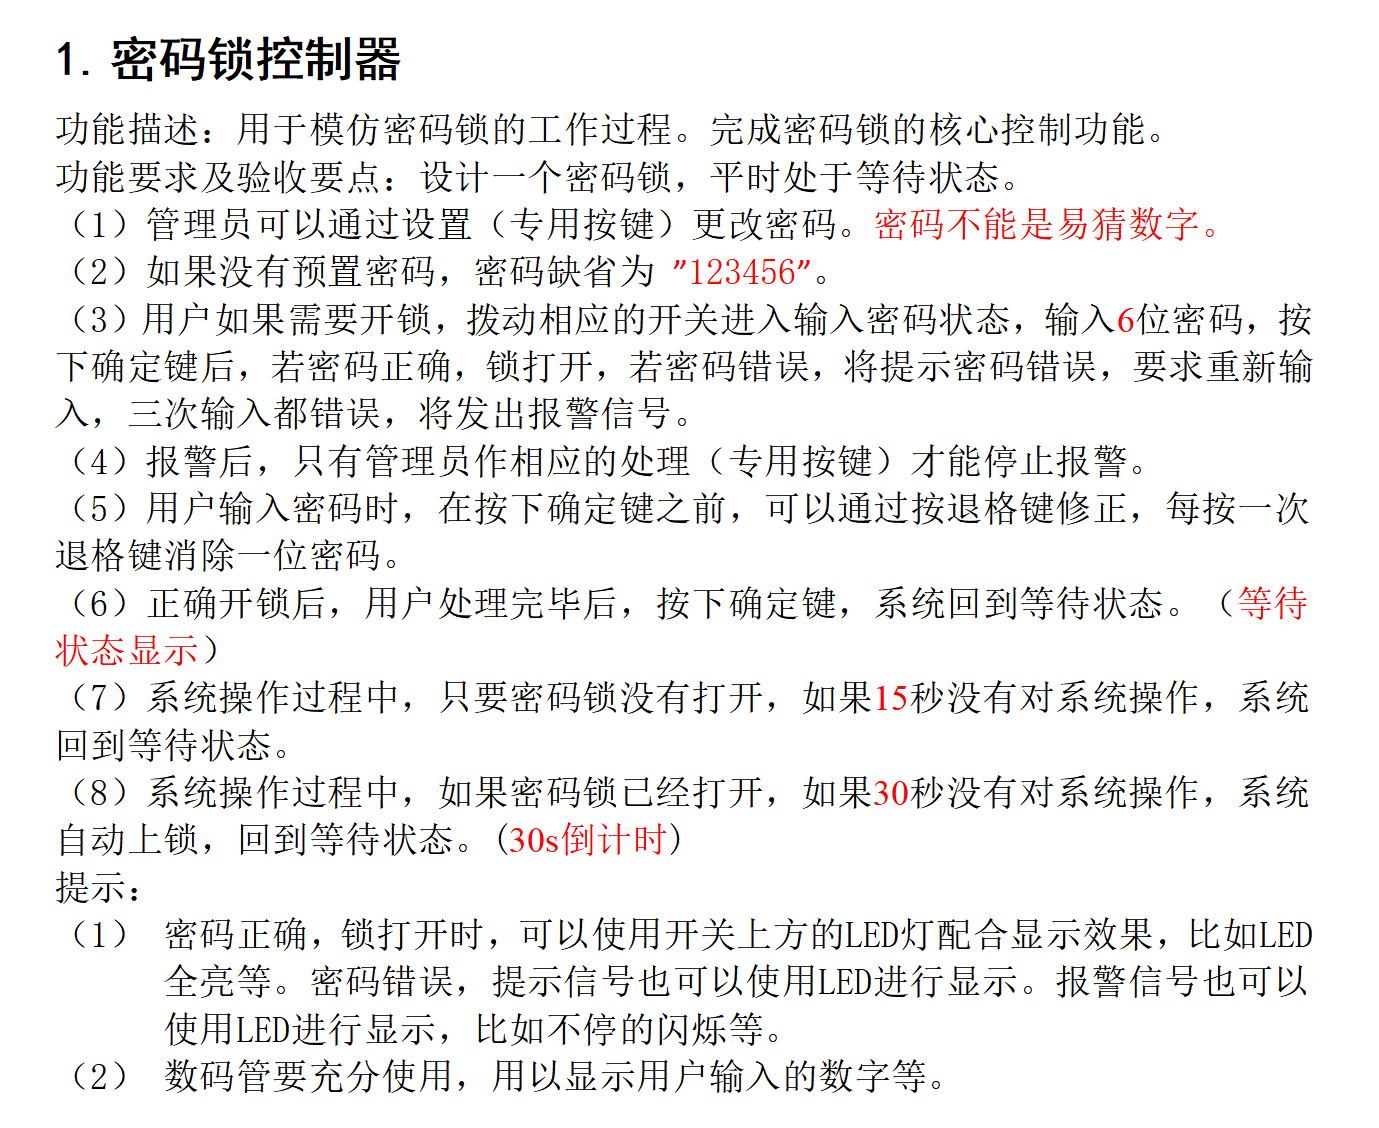 1. 密码锁控制器
功能描述：用于模仿密码锁的工作过程。完成密码锁的核心控制功能。
功能要求及验收要点：设计一个密码锁，平时处于等待状态。
（1）管理员可以通过设置（专用按键）更改密码。密码不能是易猜数字。
（2）如果没有预置密码，密码缺省为 ”123456”。
（3）用户如果需要开锁，拨动相应的开关进入输入密码状态，输入6位密码，按
下确定键后，若密码正确，锁打开，若密码错误，将提示密码错误，要求重新输
入，三次输入都错误，将发出报警信号。
（4）报警后，只有管理员作相应的处理（专用按键）才能停止报警。
（5）用户输入密码时，在按下确定键之前，可以通过按退格键修正，每按一次
退格键消除一位密码。
（6）正确开锁后，用户处理完毕后，按下确定键，系统回到等待状态。（等待
状态显示）
（7）系统操作过程中，只要密码锁没有打开，如果15秒没有对系统操作，系统
回到等待状态。
（8）系统操作过程中，如果密码锁已经打开，如果30秒没有对系统操作，系统
自动上锁，回到等待状态。(30s倒计时)
提示：
（1） 密码正确，锁打开时，可以使用开关上方的LED灯配合显示效果，比如LED
全亮等。密码错误，提示信号也可以使用LED进行显示。报警信号也可以
使用LED进行显示，比如不停的闪烁等。
（2） 数码管要充分使用，用以显示用户输入的数字等。